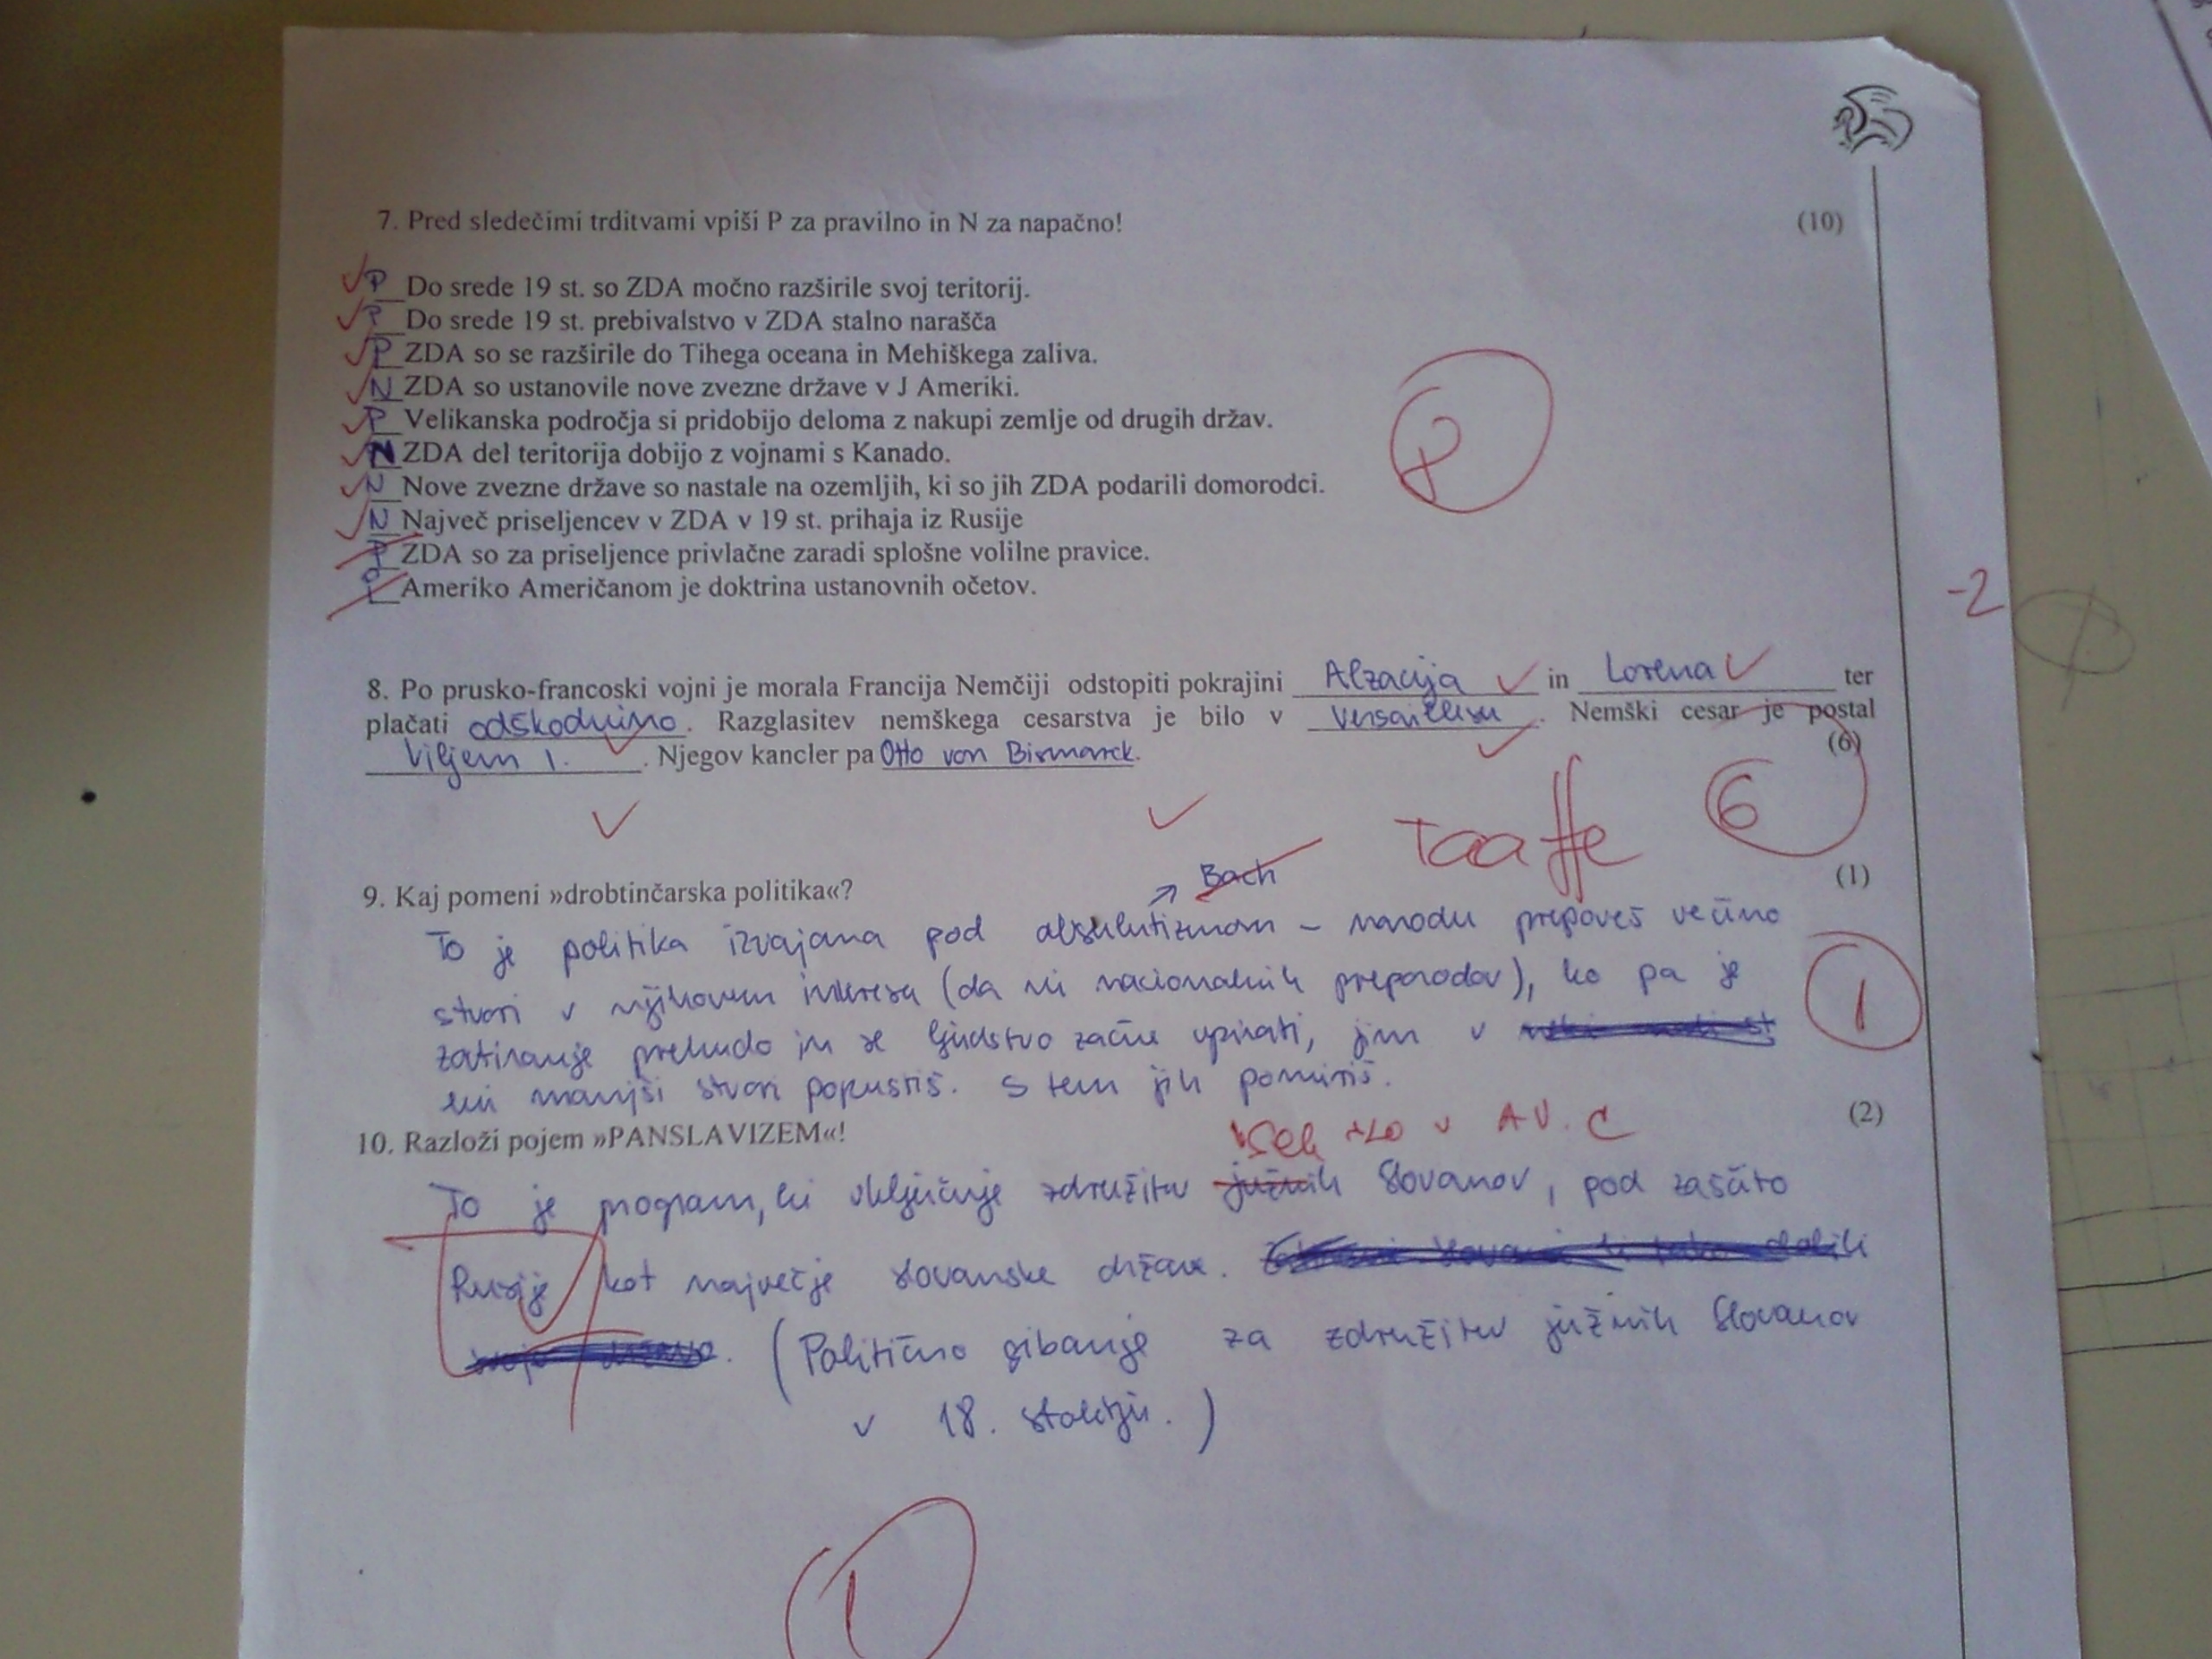 7. Pred sledečimi trditvami vpiši P za pravilno in N za napačno! (10)
P Do srede 19 st. so ZDA močno razširile svoj teritorij.
P Do srede 19 st. prebivalstvo v ZDA stalno narašča
P ZDA so se razširile do Tihega oceana in Mehiškega zaliva.
N ZDA so ustanovile nove zvezne države v J Ameriki.
P Velikanska področja si pridobijo deloma z nakupi zemlje od drugih držav.
N ZDA del teritorija dobijo z vojnami s Kanado.
N Nove zvezne države so nastale na ozemljih, ki so jih ZDA podarili domorodci.
N Največ priseljencev v ZDA v 19 st. prihaja iz Rusije
P ZDA so za priseljence privlačne zaradi splošne volilne pravice.
P Ameriko Američanom je doktrina ustanovnih očetov.
8
-2
8. Po prusko-francoski vojni je morala Francija Nemčiji odstopiti pokrajini Alzacija in Lorena ter
plačati odškodnino. Razglasitev nemškega cesarstva je bilo v Versaillesu. Nemški cesar je postal
Viljem I. Njegov kancler pa Otto von Bismarck. (6)
6
Taaffe
Bach
9. Kaj pomeni »drobtinčarska politika«? (1)
To je politika izvajana pod absolutizmom – narodu prepoveš večino
stvari v njihovem interesu (da ni nacionalnih preporodov), ko pa je
zatiranje prehudo in se ljudstvo začne upirati, jim v
eni manjši stvari popustiš. S tem jih pomiriš.
1
10. Razloži pojem »PANSLAVIZEM«! (2)
vseh v AV. C
To je program, ki vključuje združitev južnih Slovanov, pod zaščito
Rusije kot največje slovanske države.
(Politično gibanje za združitev južnih Slovanov
v 18. stoletju.)
1